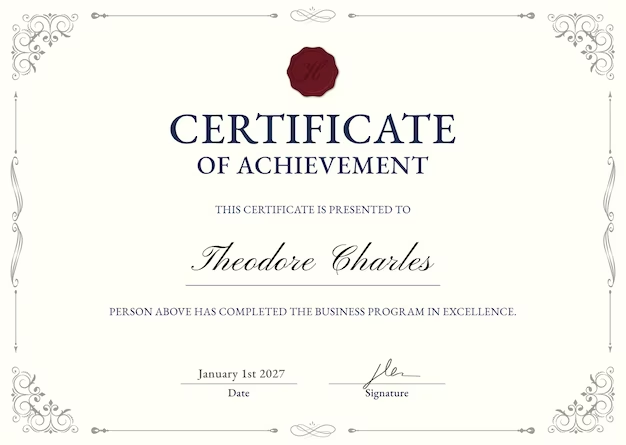 CERTIFICATE
OF ACHIEVEMENT
THIS CERTIFICATE IS PRESENTED TO
Theodore Charles
PERSON ABOVE HAS COMPLETED THE BUSINESS PROGRAM IN EXCELLENCE.
January 1st 2027
Date
Signature